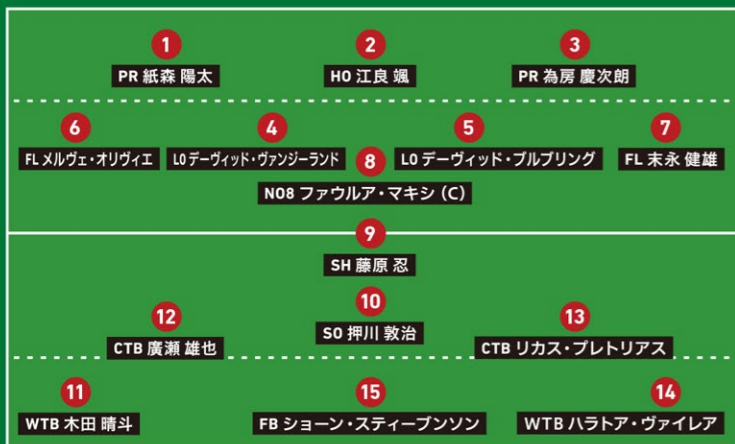 1
PR 紙森 陽太
2
HO 江良 颯
3
PR 為房 慶次朗
6
FL メルヴェ・オリヴィエ
4
LO デーヴィッド・ヴァンジーランド
5
LO デーヴィッド・ブルブリング
7
FL 末永 健雄
8
NO8 ファウルア・マキシ (C)
9
SH 藤原 忍
10
SO 押川 敦治
12
CTB 廣瀬 雄也
13
CTB リカス・プレトリアス
11
WTB 木田 晴斗
15
FB ショーン・スティーブンソン
14
WTB ハラトア・ヴァイレア